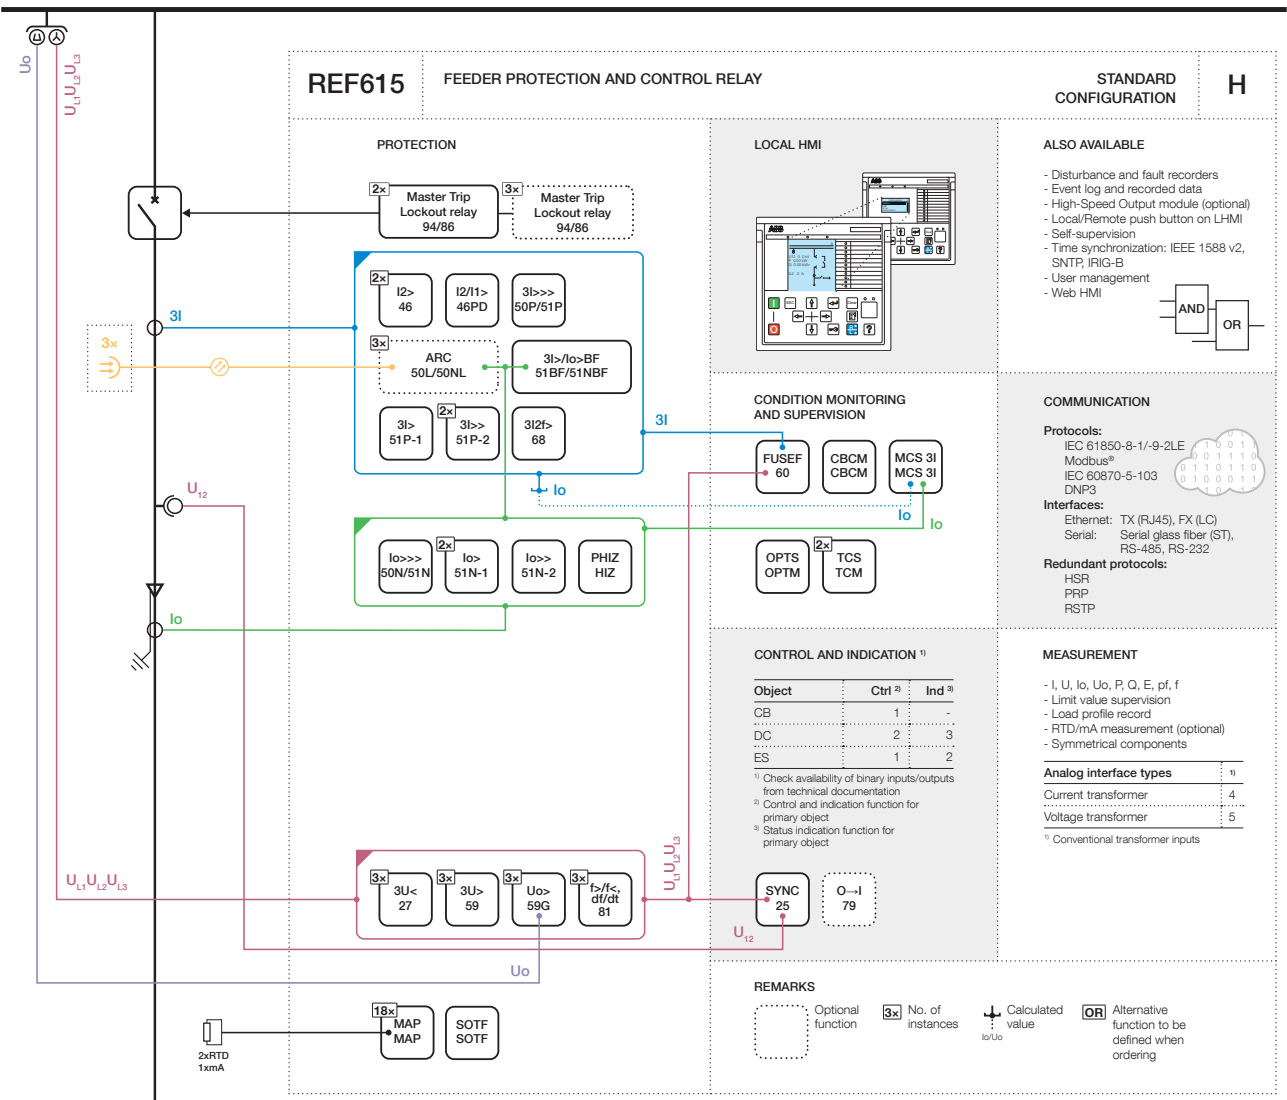 REF615
FEEDER PROTECTION AND CONTROL RELAY
STANDARD
CONFIGURATION
H
Uo
UL1UL2UL3
PROTECTION
2×
Master Trip
Lockout relay
94/86
3×
Master Trip
Lockout relay
94/86
3I
2×
I2>
46
I2/I1>
46PD
3I>>>
50P/51P
3×
3×
ARC
50L/50NL
3I>/Io>BF
51BF/51NBF
3I>
51P-1
2×
3I>>
51P-2
3I2f>
68
3I
Io
U12
Io>>>
50N/51N
2×
Io>
51N-1
Io>>
51N-2
PHIZ
HIZ
Io
UL1UL2UL3
3×
3U<
27
3×
3U>
59
3×
Uo>
59G
3×
f>/f<,
df/dt
81
UL1UL2UL3
Uo
18×
MAP
MAP
SOTF
SOTF
2xRTD
1xmA
LOCAL HMI
ABB
ABB
ESC
CONDITION MONITORING
AND SUPERVISION
FUSEF
60
CBCM
CBCM
MCS 3I
MCS 3I
Io
Io
OPTS
OPTM
2×
TCS
TCM
CONTROL AND INDICATION 1)
Object Ctrl 2) Ind 3)
CB 1 -
DC 2 3
ES 1 2
1) Check availability of binary inputs/outputs
from technical documentation
2) Control and indication function for
primary object
3) Status indication function for
primary object
SYNC
25
O→I
79
U12
ALSO AVAILABLE
- Disturbance and fault recorders
- Event log and recorded data
- High-Speed Output module (optional)
- Local/Remote push button on LHMI
- Self-supervision
- Time synchronization: IEEE 1588 v2,
SNTP, IRIG-B
- User management
- Web HMI
AND
OR
COMMUNICATION
Protocols:
IEC 61850-8-1/-9-2LE
Modbus®
IEC 60870-5-103
DNP3
Interfaces:
Ethernet: TX (RJ45), FX (LC)
Serial: Serial glass fiber (ST),
RS-485, RS-232
Redundant protocols:
HSR
PRP
RSTP
MEASUREMENT
- I, U, Io, Uo, P, Q, E, pf, f
- Limit value supervision
- Load profile record
- RTD/mA measurement (optional)
- Symmetrical components
Analog interface types 1)
Current transformer 4
Voltage transformer 5
1) Conventional transformer inputs
REMARKS
Optional
function
3×
No. of
instances
Io/Uo
Calculated
value
OR
Alternative
function to be
defined when
ordering